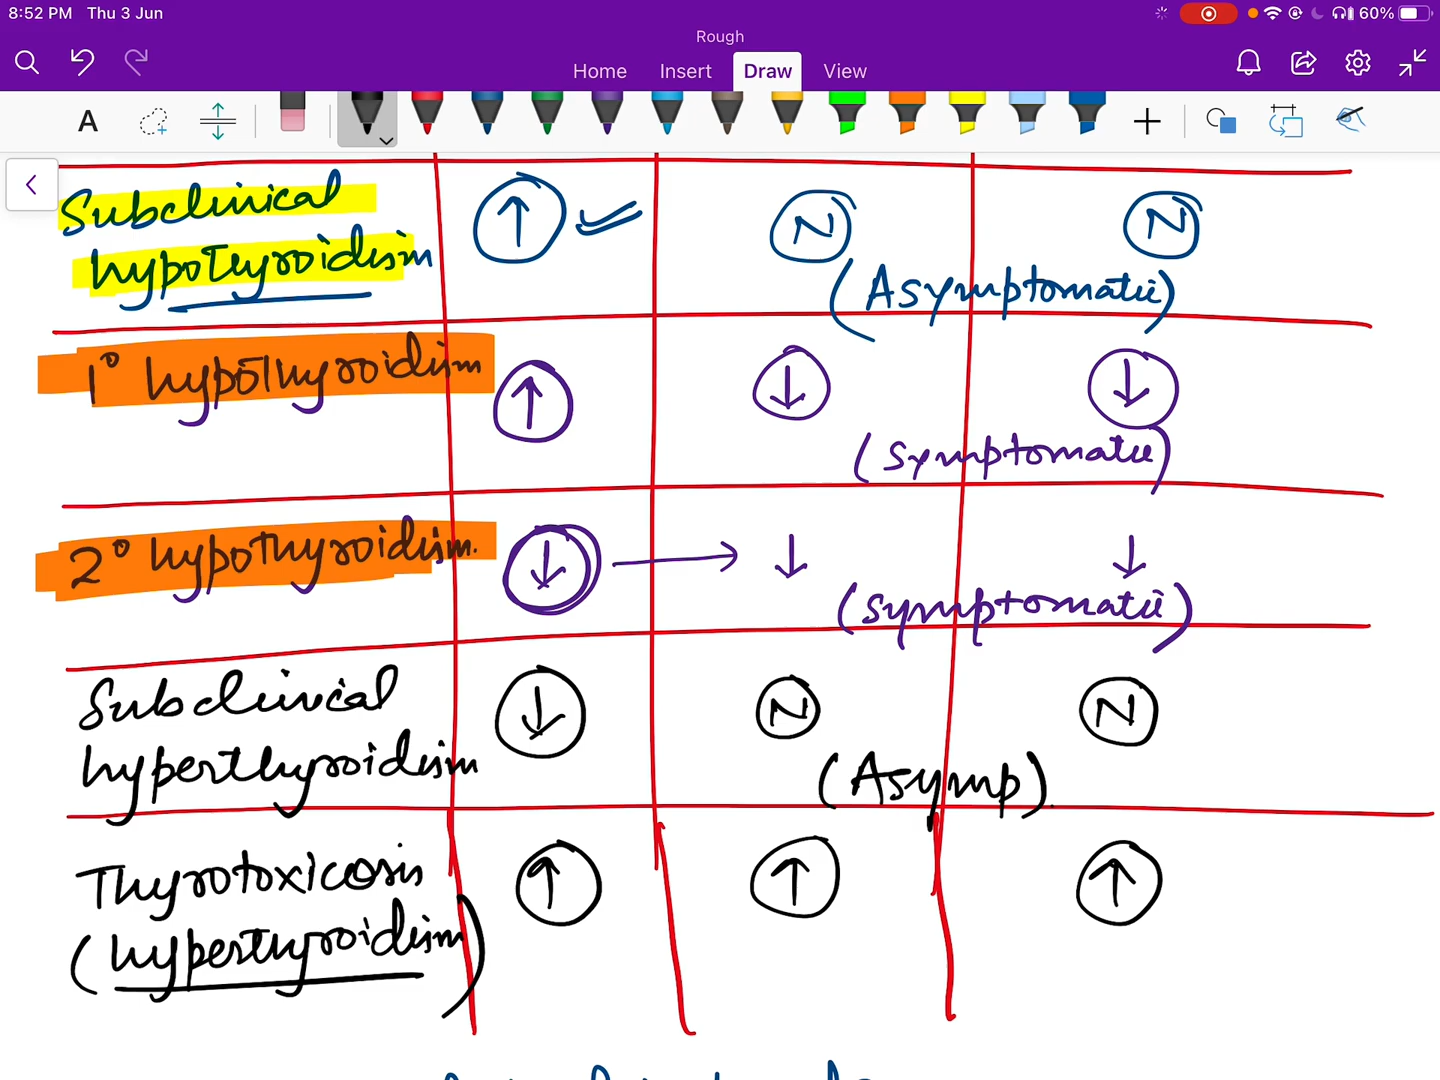 8:52 PM Thu 3 Jun
60%
Rough
Home Insert Draw View
A
Subclinical ↑ ✓ N N
hypothyroidism (Asymptomatic)
1° hypothyroidism ↑ ↓ ↓
(Symptomatic)
2° hypothyroidism. ↓ → ↓ ↓
(Symptomatic)
Subclinical ↓ N N
hyperthyroidism (Asymp)
Thyrotoxicosis ↑ ↑ ↑
(hyperthyroidism)